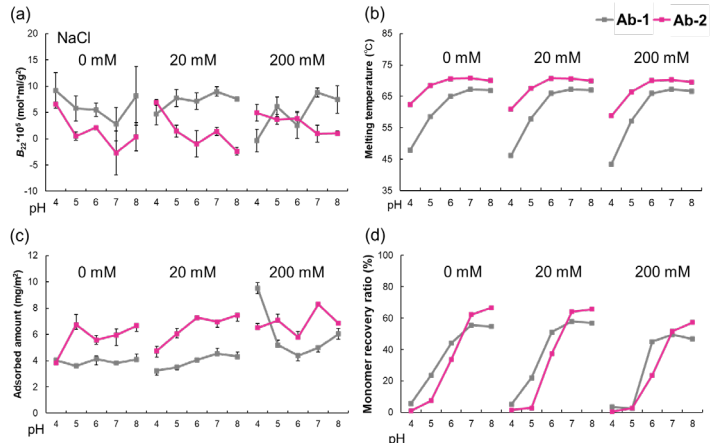 Ab-1 Ab-2
(a)
NaCl
0 mM 20 mM 200 mM
B22*10⁵ (mol*ml/g²)
20
15
10
5
0
-5
-10
pH 4 5 6 7 8 4 5 6 7 8 4 5 6 7 8
(b)
0 mM 20 mM 200 mM
Melting temperature (°C)
85
75
65
55
45
35
pH 4 5 6 7 8 4 5 6 7 8 4 5 6 7 8
(c)
0 mM 20 mM 200 mM
Adsorbed amount (mg/m²)
12
10
8
6
4
2
0
pH 4 5 6 7 8 4 5 6 7 8 4 5 6 7 8
(d)
0 mM 20 mM 200 mM
Monomer recovery ratio (%)
100
80
60
40
20
0
4 5 6 7 8 4 5 6 7 8 4 5 6 7 8
pH